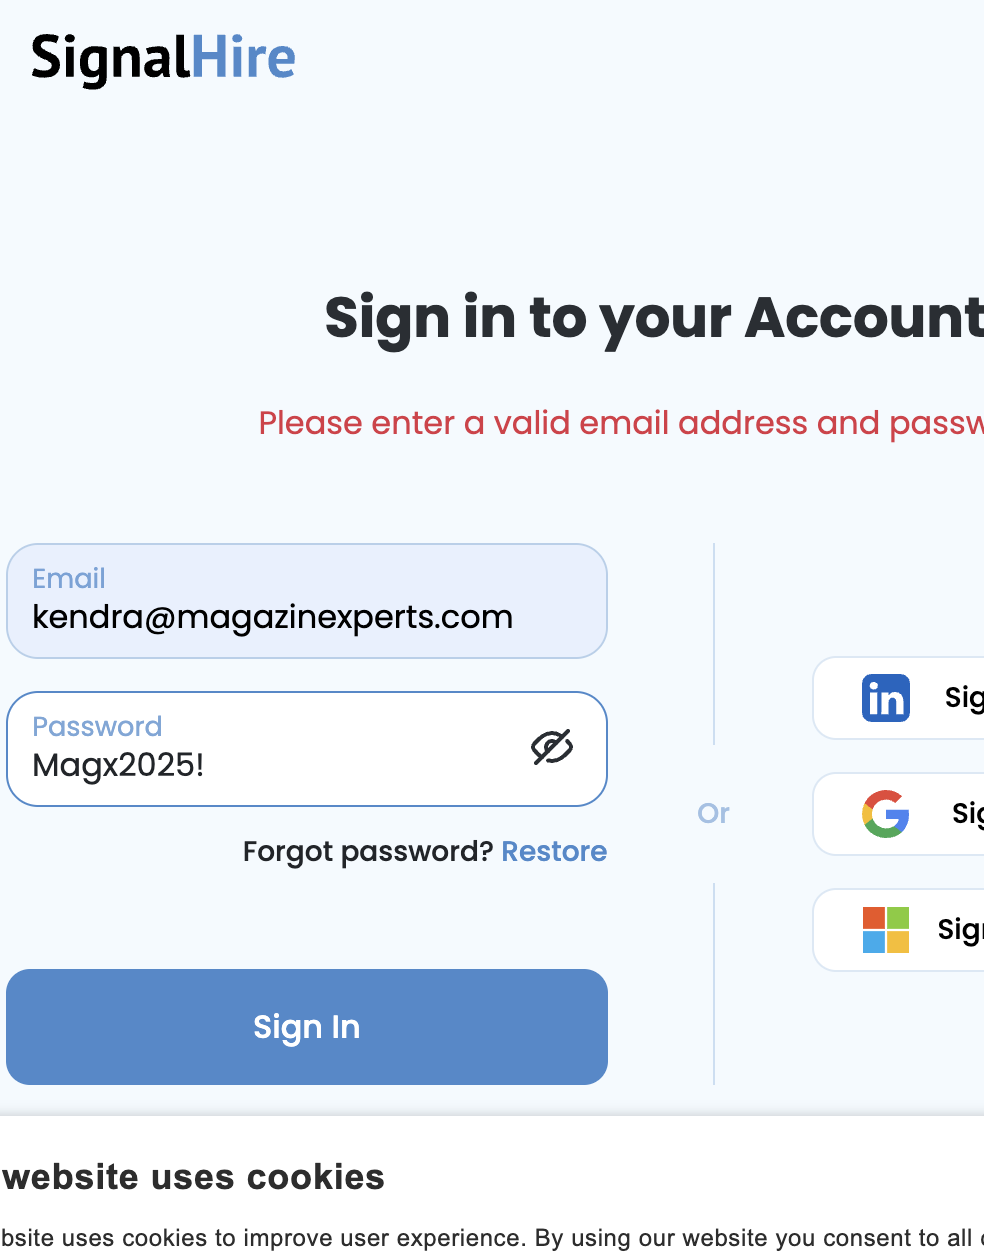 SignalHire
Sign in to your Account
Please enter a valid email address and passw
Email
kendra@magazinexperts.com
Password
Magx2025!
Forgot password? Restore
Sign In
Or
Sig
Sig
Sign
website uses cookies
bsite uses cookies to improve user experience. By using our website you consent to all